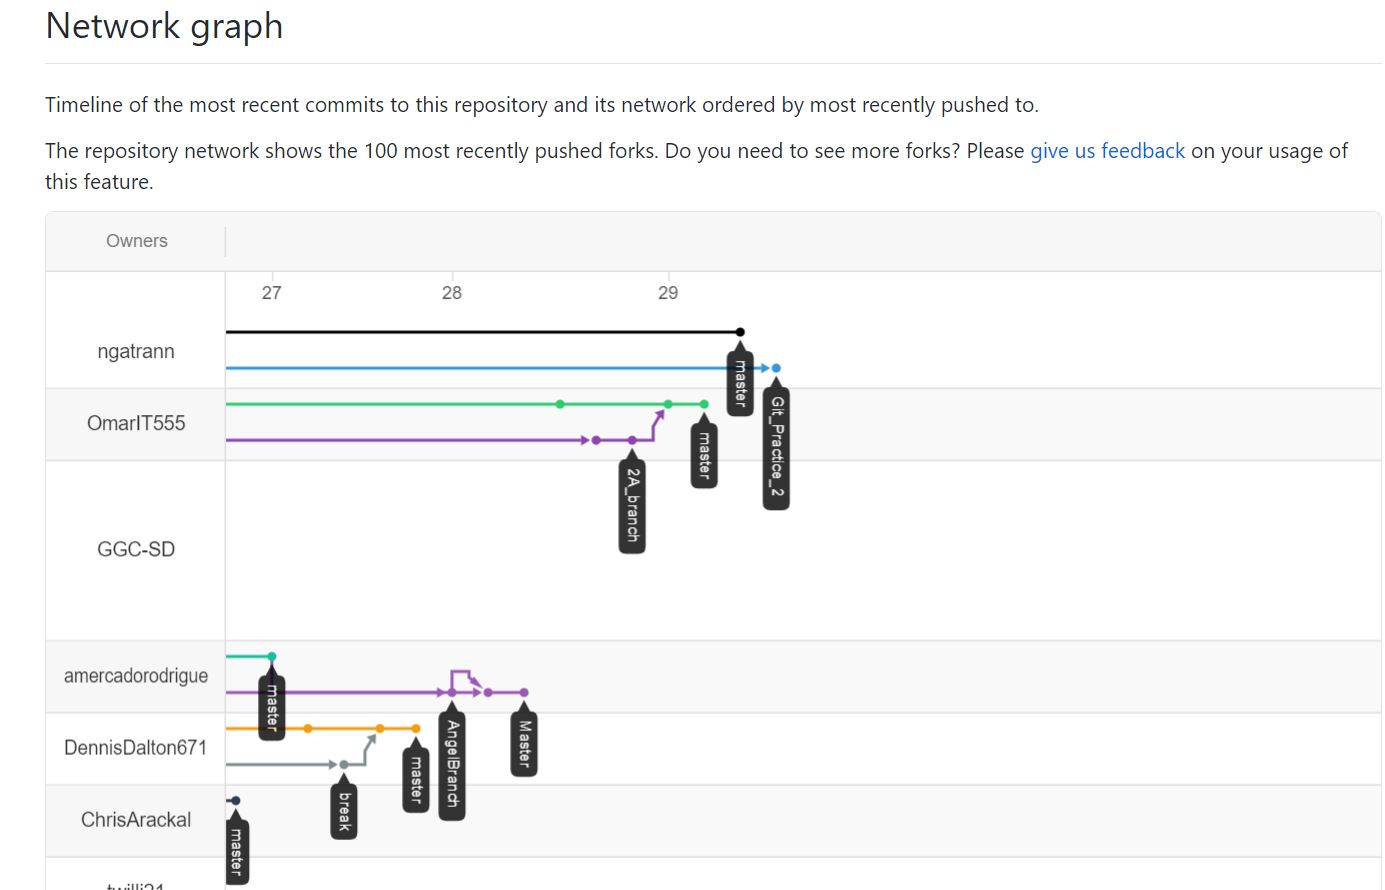 Network graph
Timeline of the most recent commits to this repository and its network ordered by most recently pushed to.
The repository network shows the 100 most recently pushed forks. Do you need to see more forks? Please give us feedback on your usage of
this feature.
Owners
27 28 29
ngatrann
master
Git_Practice_2
OmarIT555
master
2A_branch
GGC-SD
amercadorodrigue
master
AngelBranch
Master
DennisDalton671
master
break
ChrisArackal
master